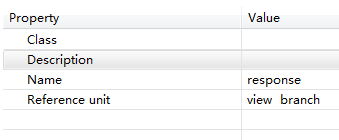 Property Value
Class
Description
Name response
Reference unit view branch